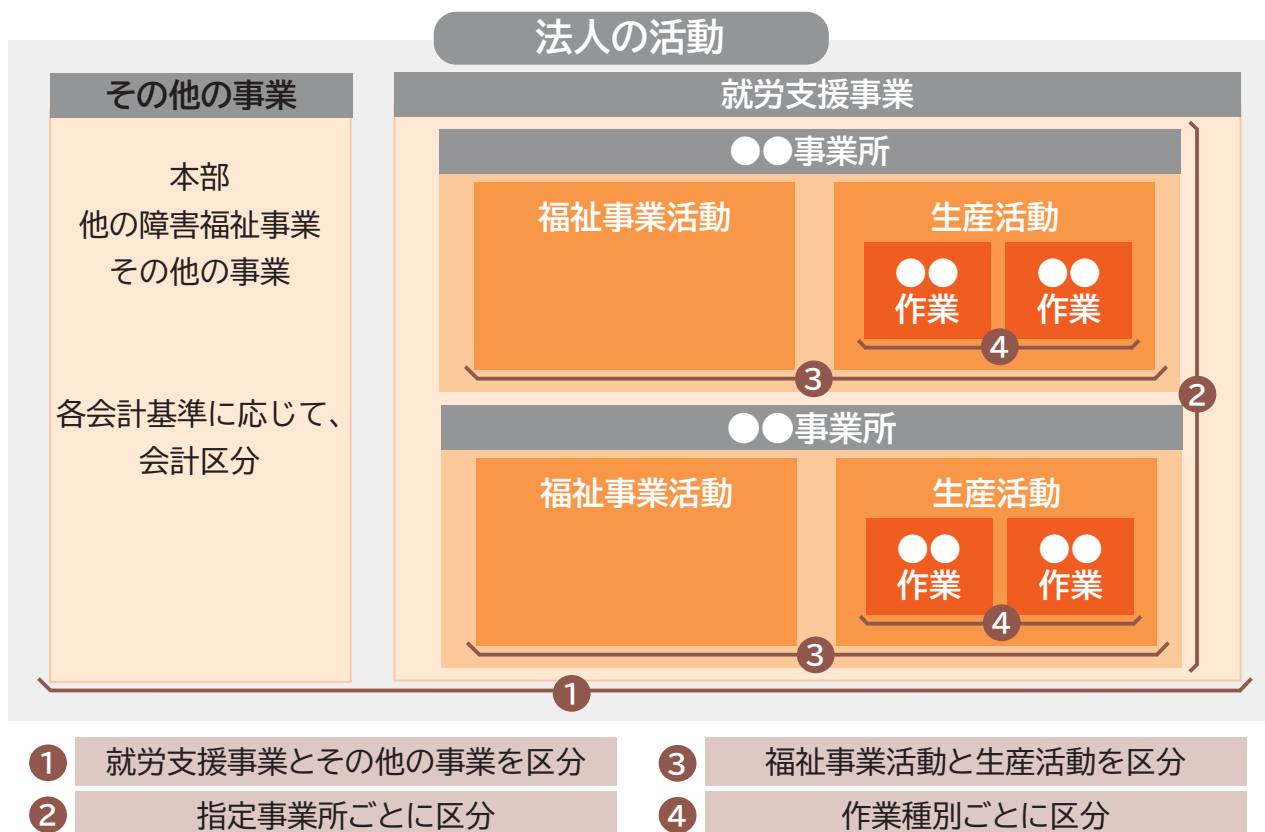 法人の活動
その他の事業
本部
他の障害福祉事業
その他の事業
各会計基準に応じて、
会計区分
就労支援事業
●●事業所
福祉事業活動
生産活動
●●
作業
●●
作業
4
3
2
●●事業所
福祉事業活動
生産活動
●●
作業
●●
作業
4
3
1
1 就労支援事業とその他の事業を区分
2 指定事業所ごとに区分
3 福祉事業活動と生産活動を区分
4 作業種別ごとに区分